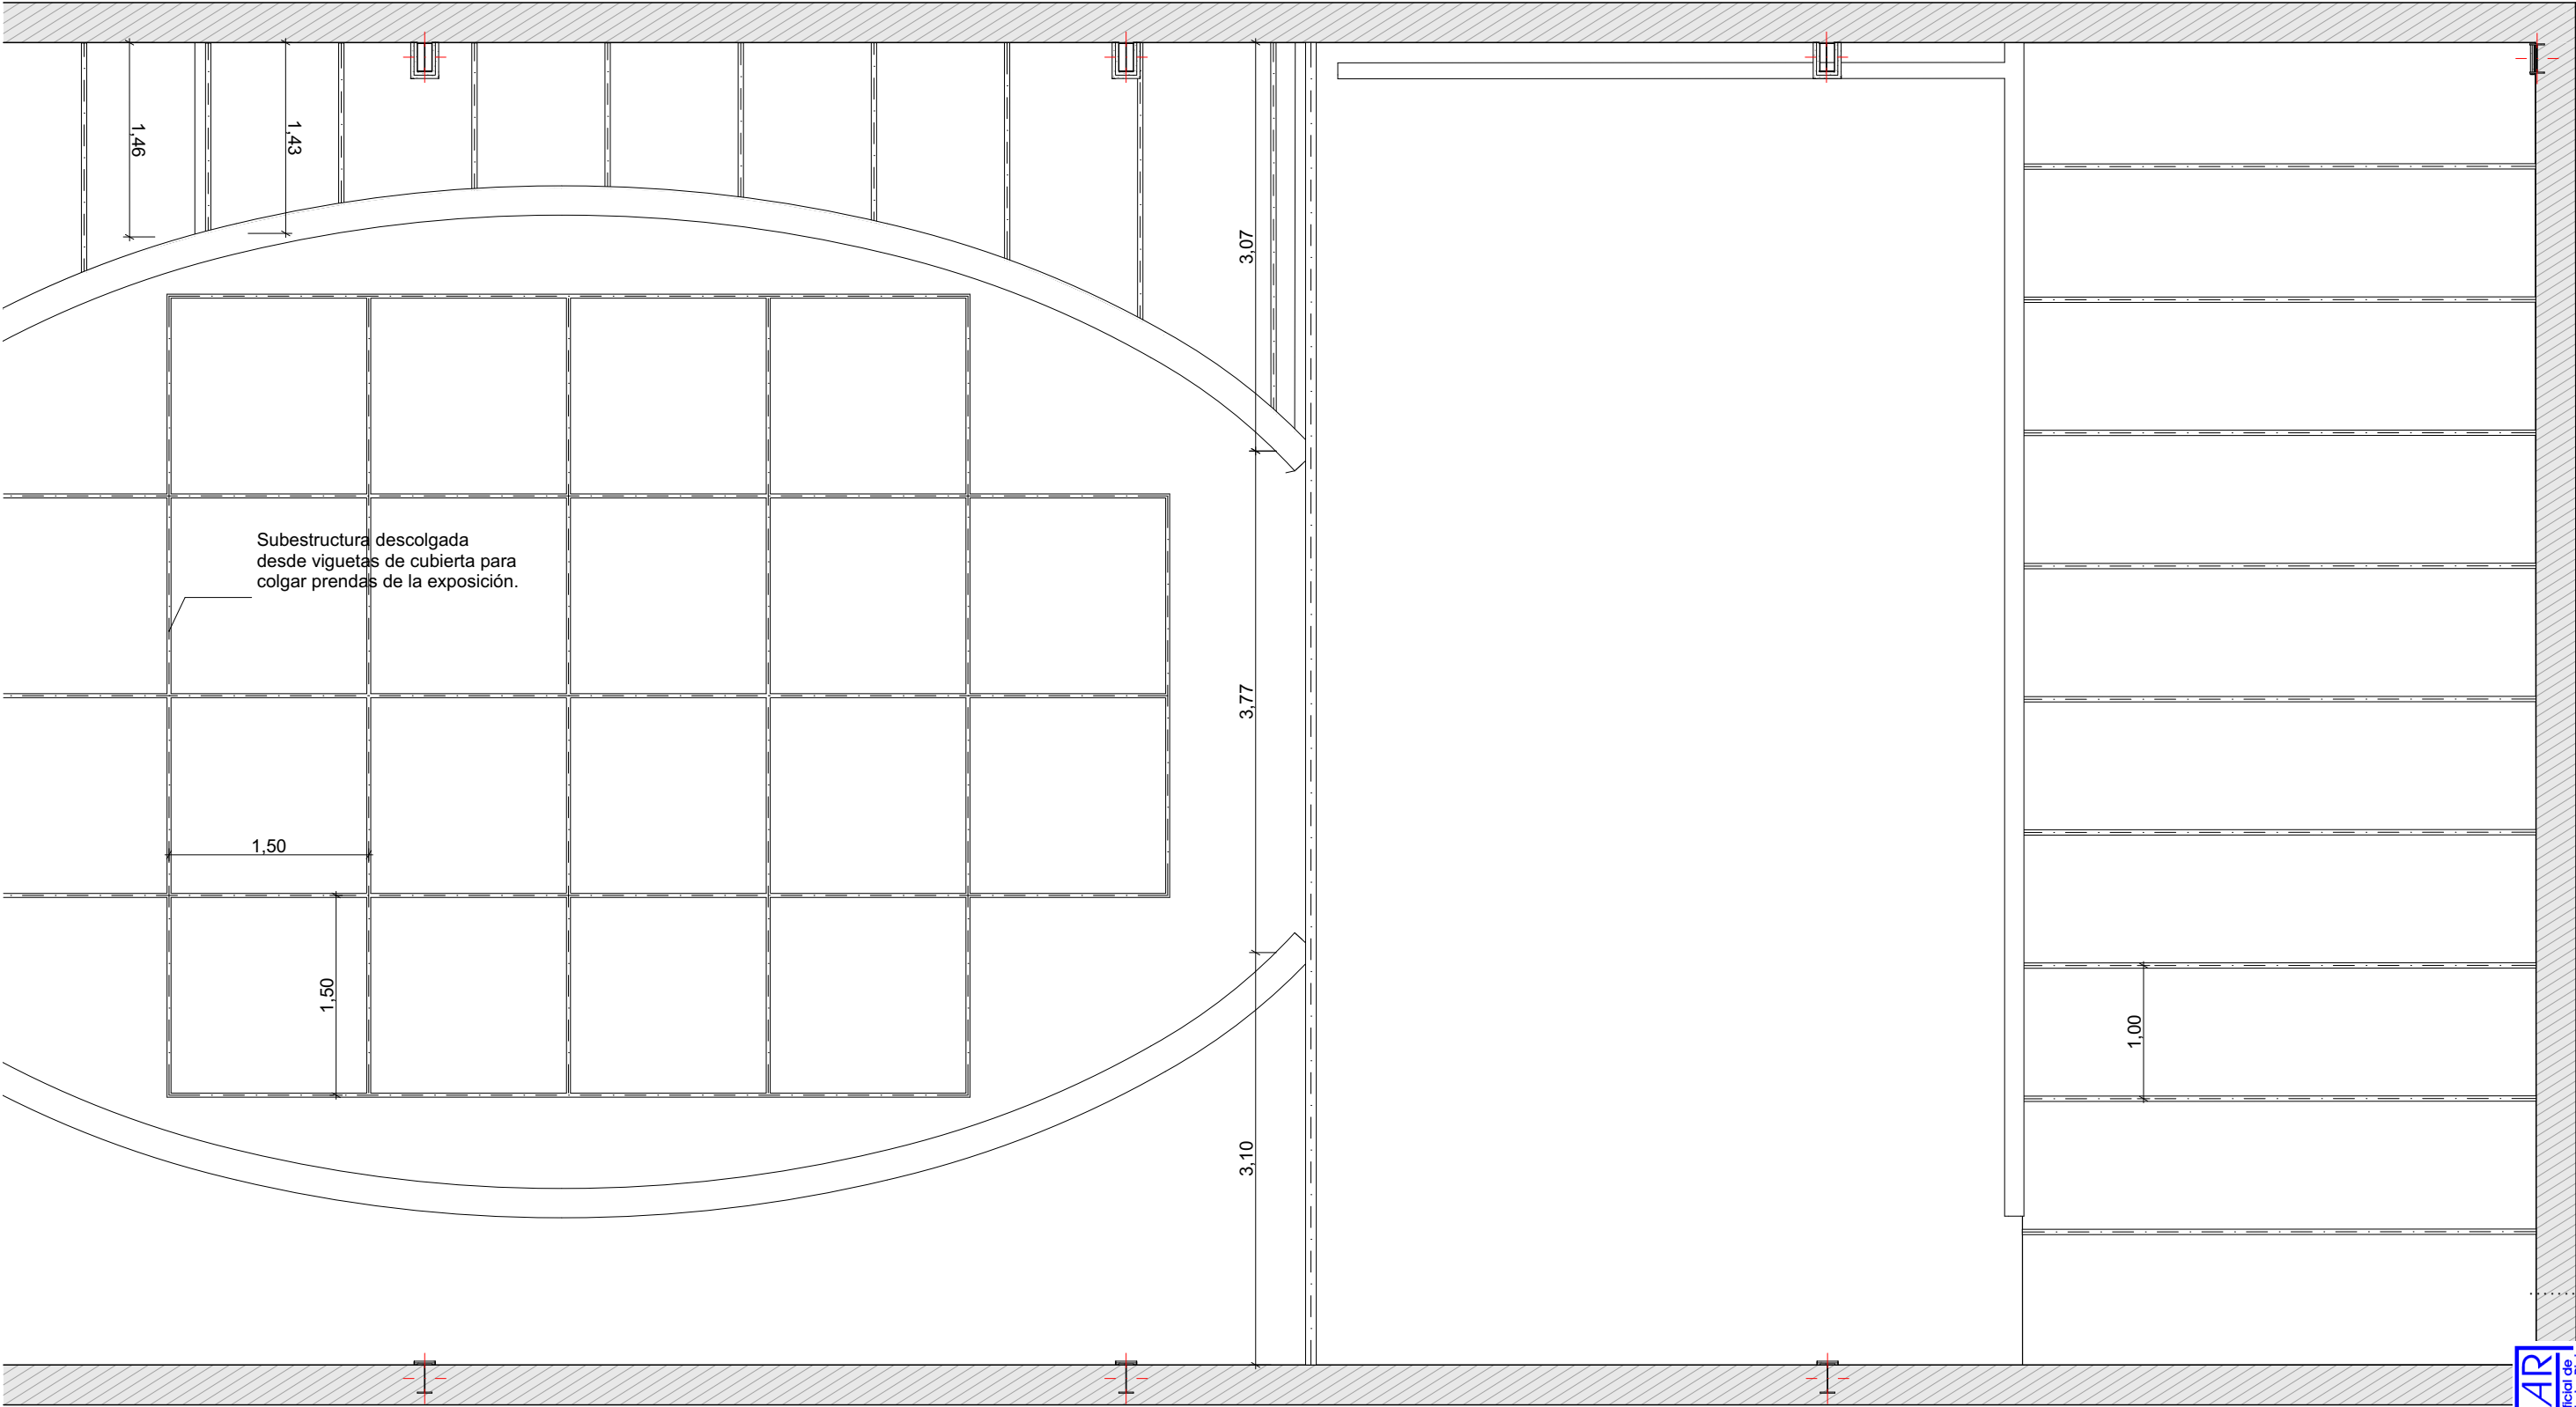 1,46
1,43
3,07
Subestructura descolgada
desde viguetas de cubierta para
colgar prendas de la exposición.
3,77
1,50
1,50
1,00
3,10
AR
ficial de